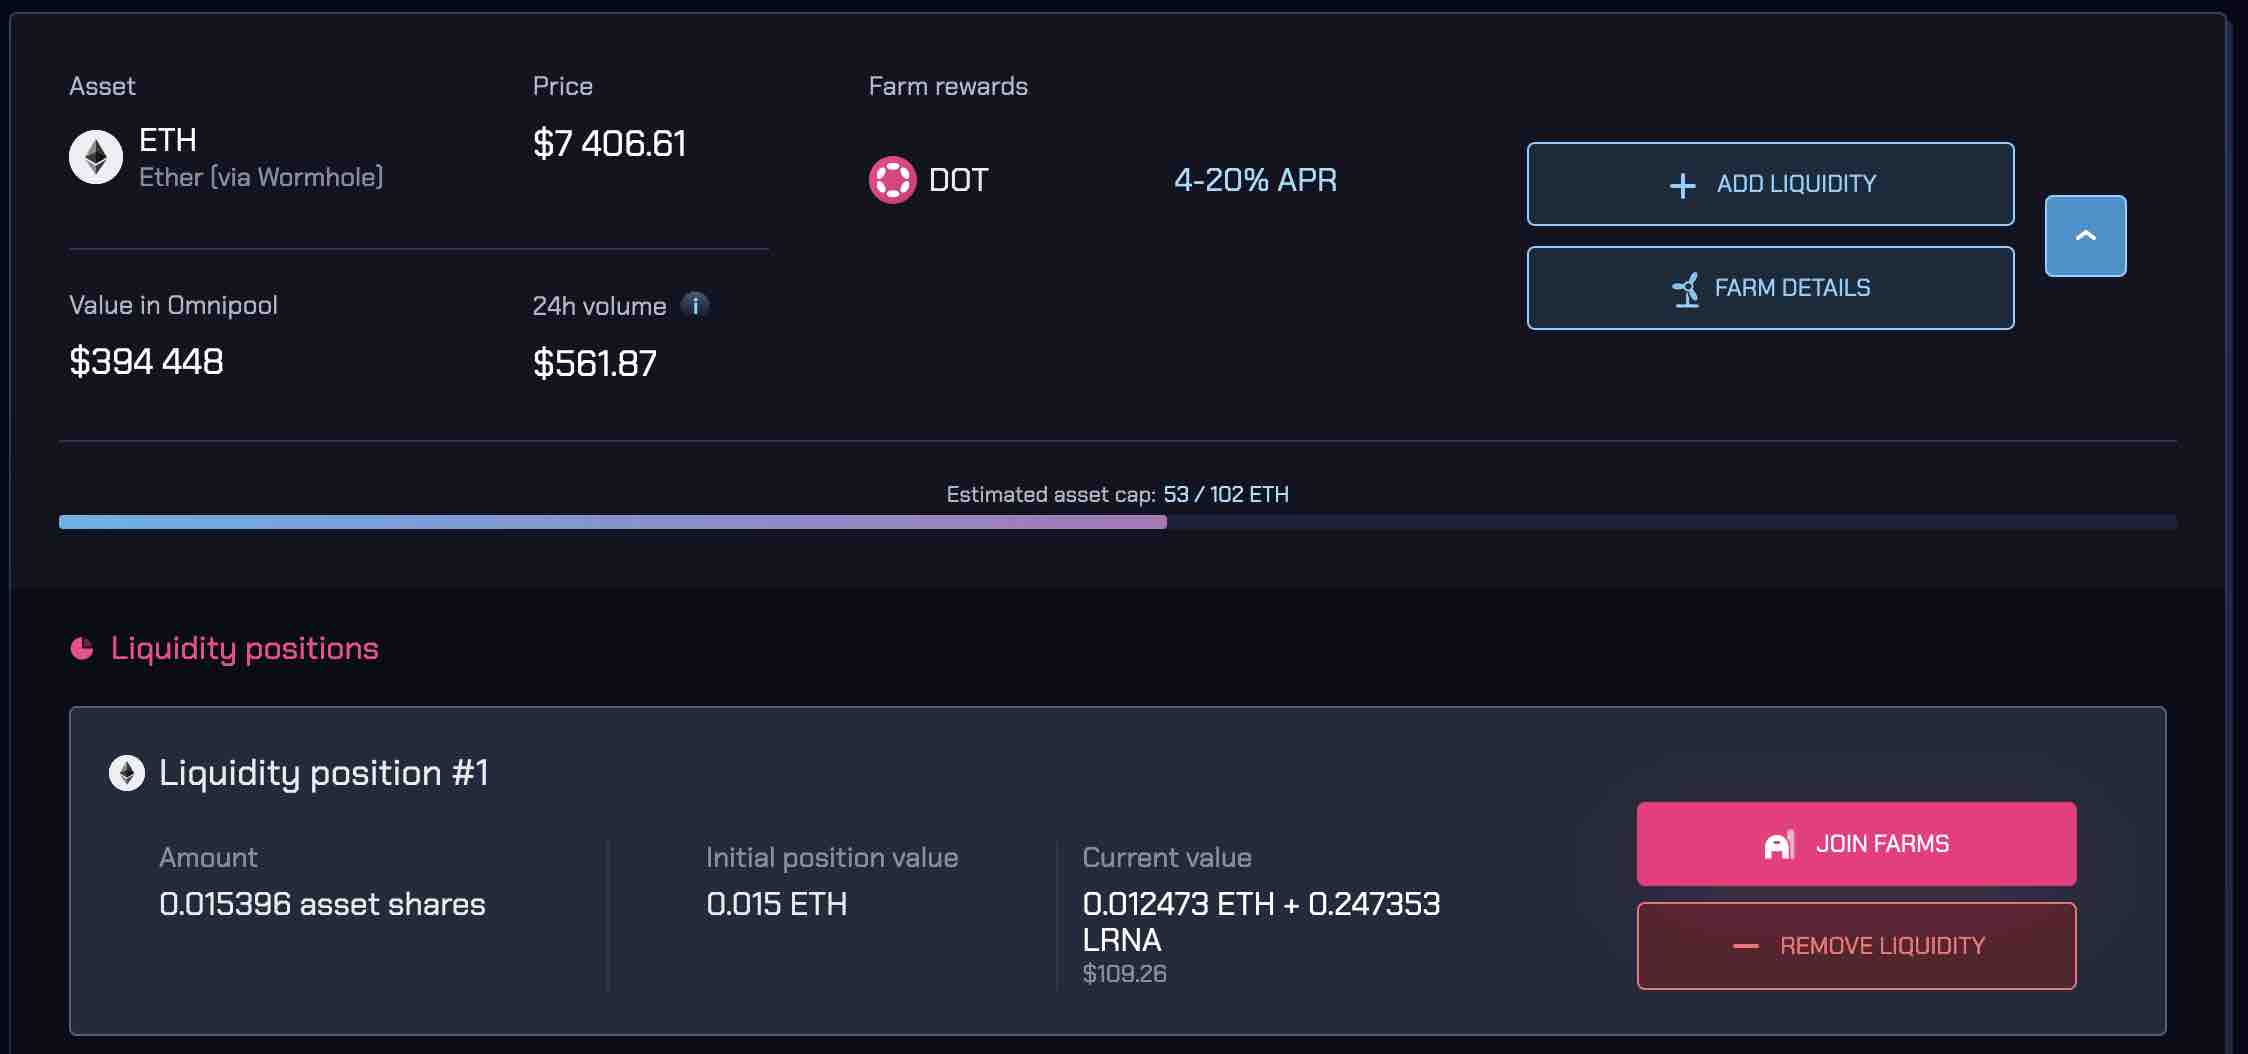 Asset
ETH
Ether (via Wormhole)
Price
$7 406.61
Farm rewards
DOT
4-20% APR
ADD LIQUIDITY
FARM DETAILS
Value in Omnipool
$394 448
24h volume
$561.87
Estimated asset cap: 53 / 102 ETH
Liquidity positions
Liquidity position #1
Amount
0.015396 asset shares
Initial position value
0.015 ETH
Current value
0.012473 ETH + 0.247353
LRNA
$109.26
JOIN FARMS
REMOVE LIQUIDITY